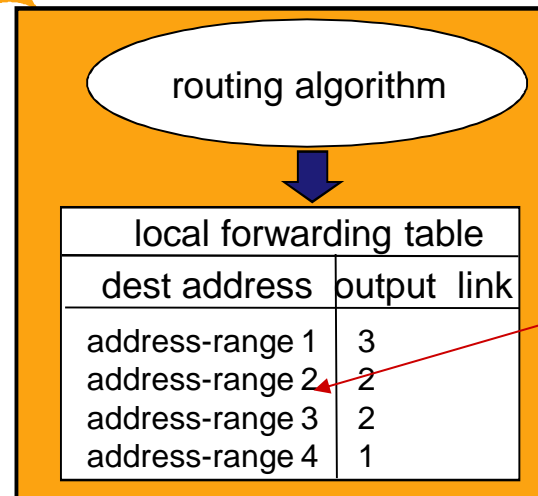 routing algorithm
local forwarding table
dest address output link
address-range 1 3
address-range 2 2
address-range 3 2
address-range 4 1